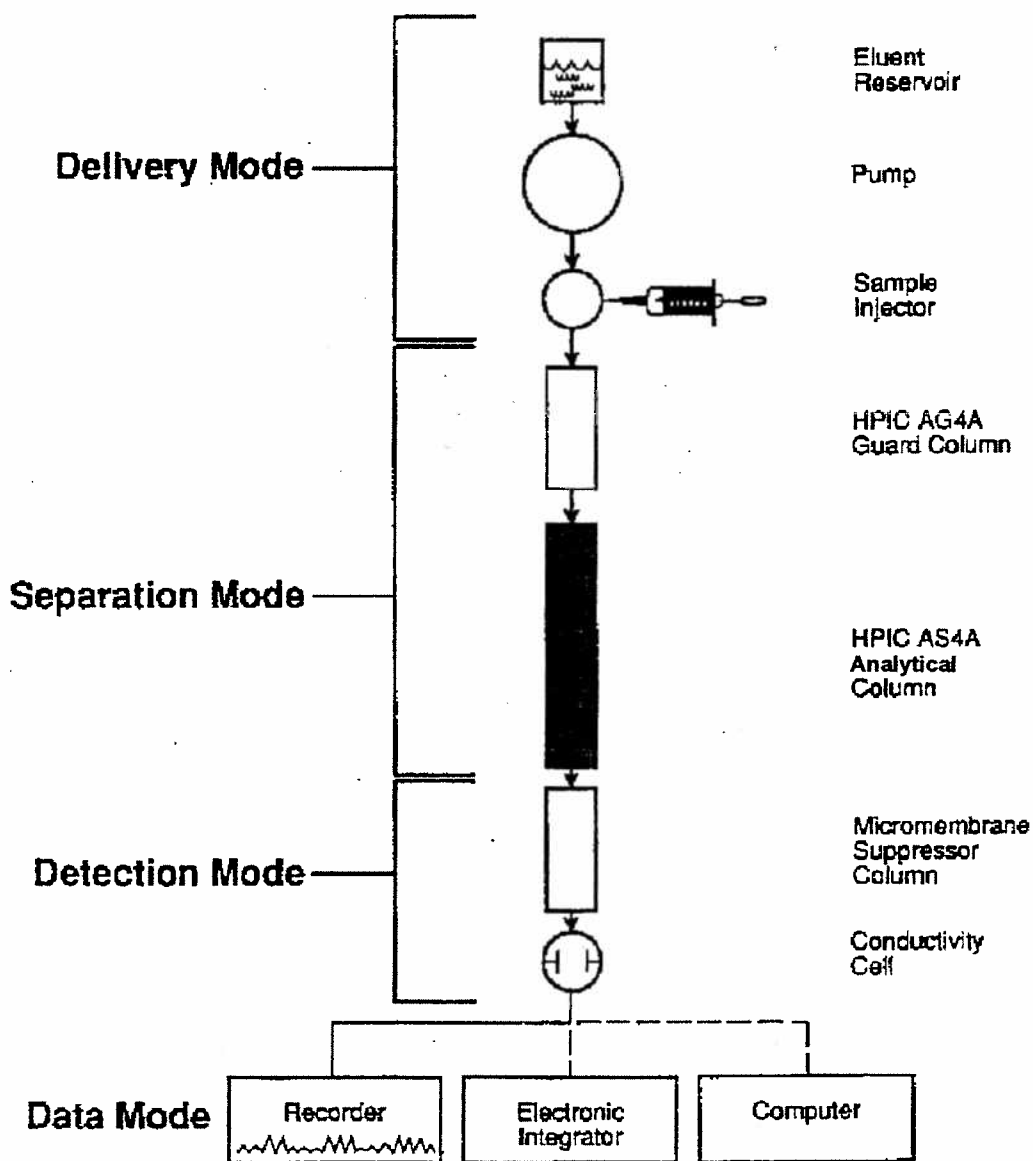 Eluent
Reservoir
Delivery Mode
Pump
Sample
Injector
HPIC AG4A
Guard Column
Separation Mode
HPIC AS4A
Analytical
Column
Micromembrane
Suppressor
Column
Detection Mode
Conductivity
Cell
Data Mode
Recorder
Electronic
Integrator
Computer